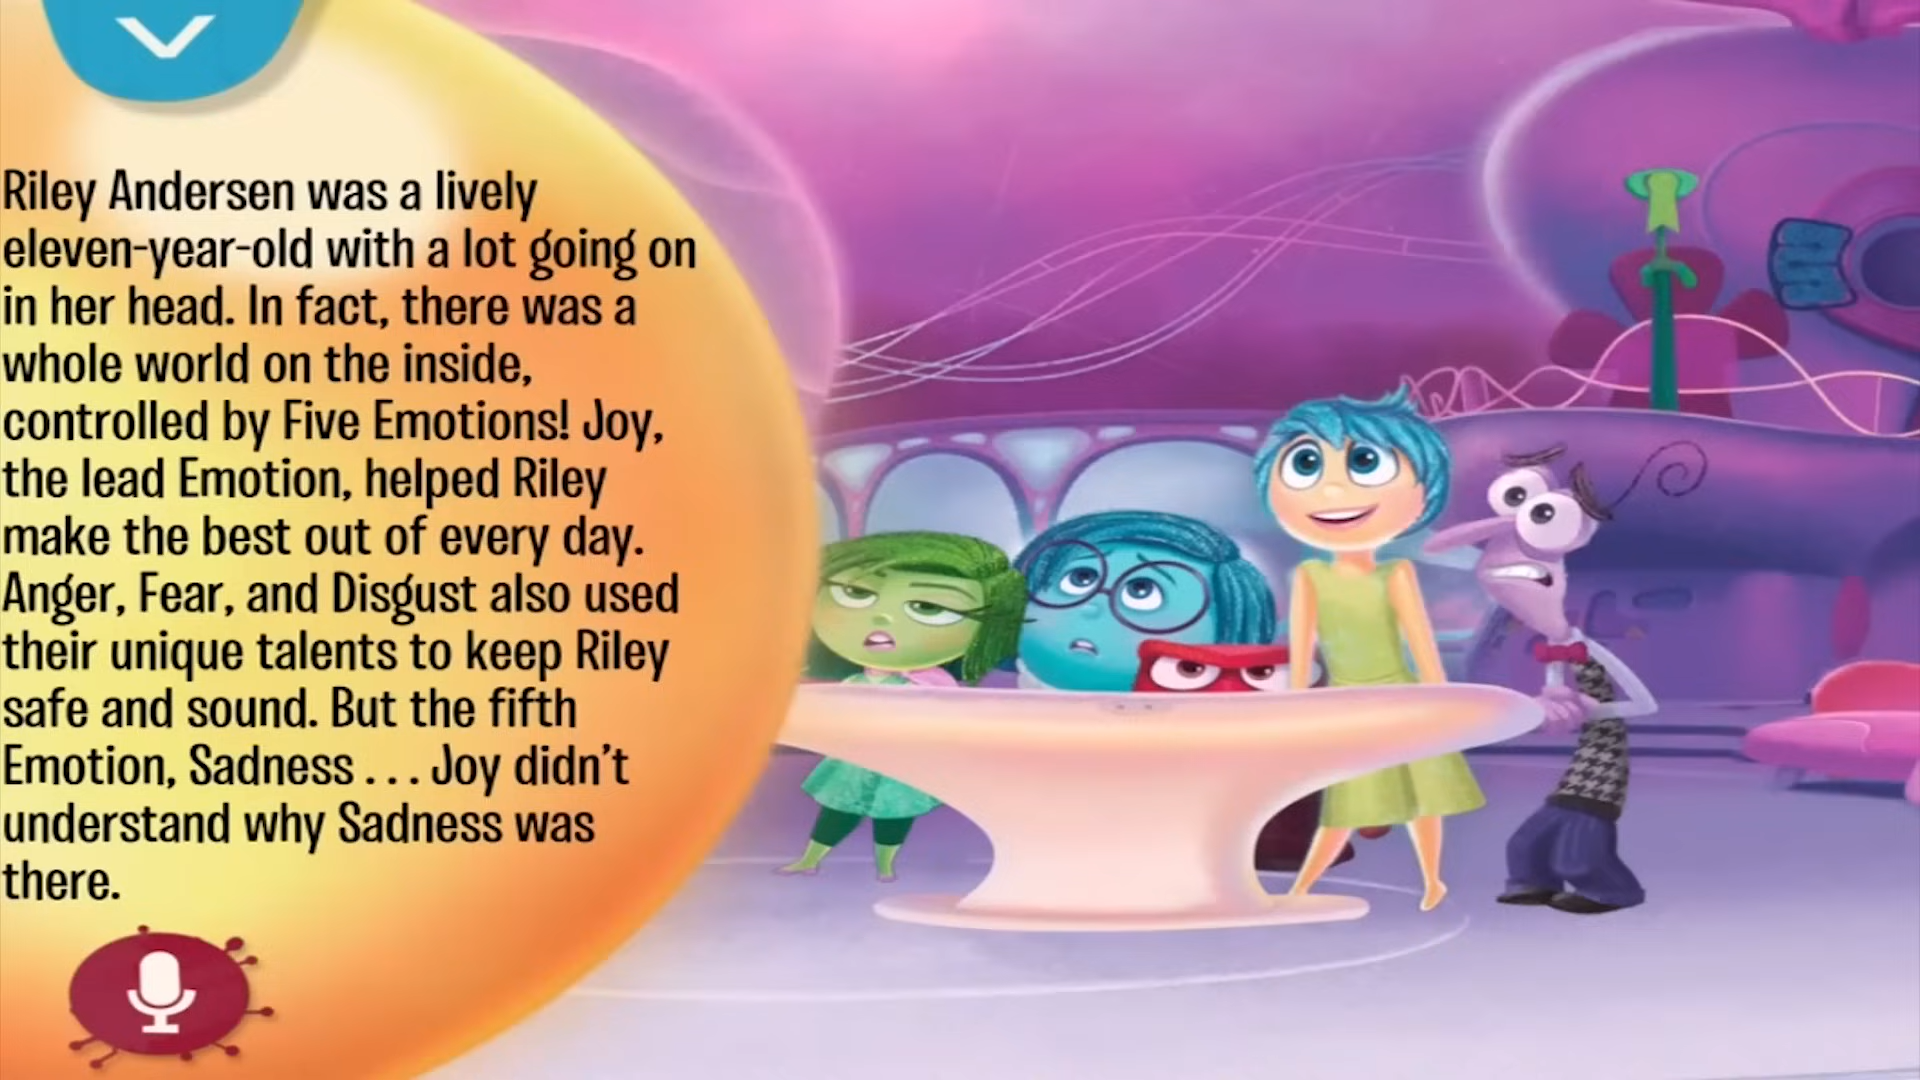 Riley Andersen was a lively
eleven-year-old with a lot going on
in her head. In fact, there was a
whole world on the inside,
controlled by Five Emotions! Joy,
the lead Emotion, helped Riley
make the best out of every day.
Anger, Fear, and Disgust also used
their unique talents to keep Riley
safe and sound. But the fifth
Emotion, Sadness . . . Joy didn’t
understand why Sadness was
there.